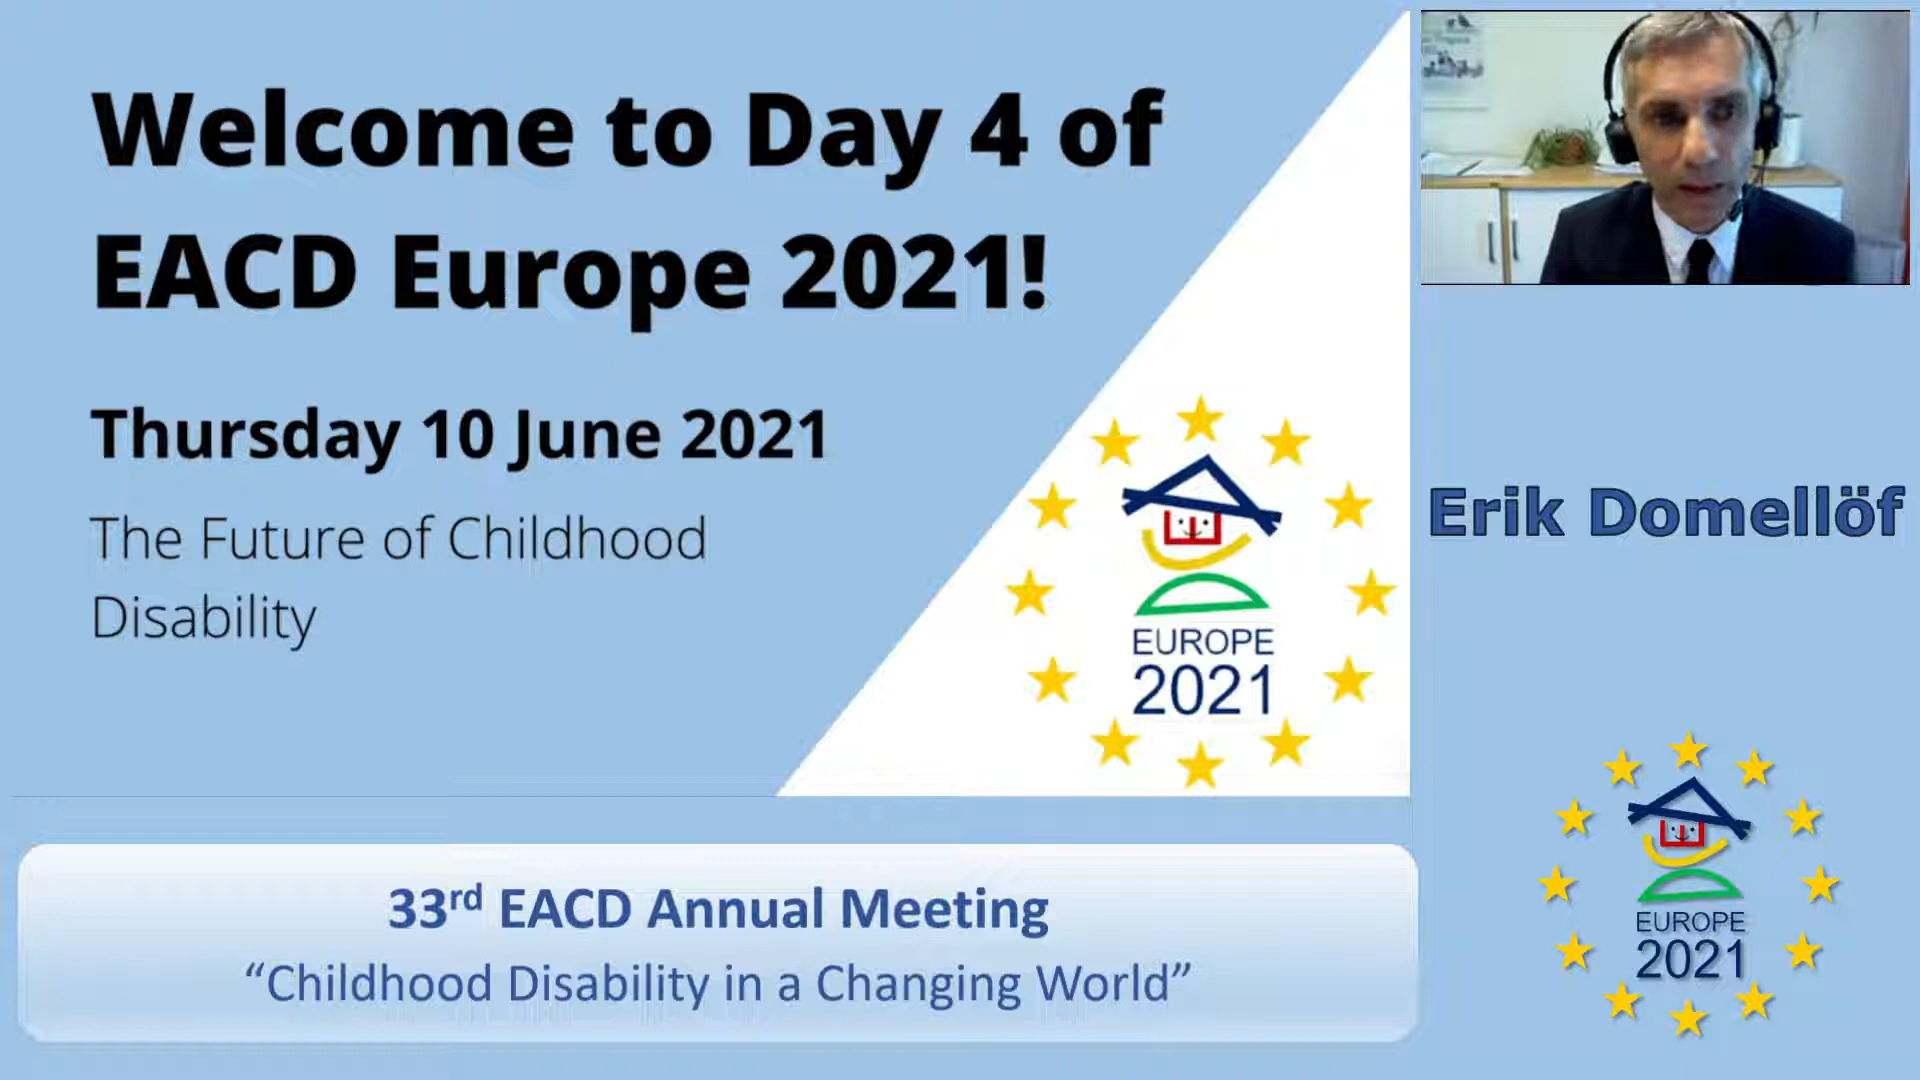 Welcome to Day 4 of
EACD Europe 2021!
Thursday 10 June 2021
The Future of Childhood
Disability
EUROPE
2021
Erik Domellöf
33rd EACD Annual Meeting
“Childhood Disability in a Changing World”
EUROPE
2021